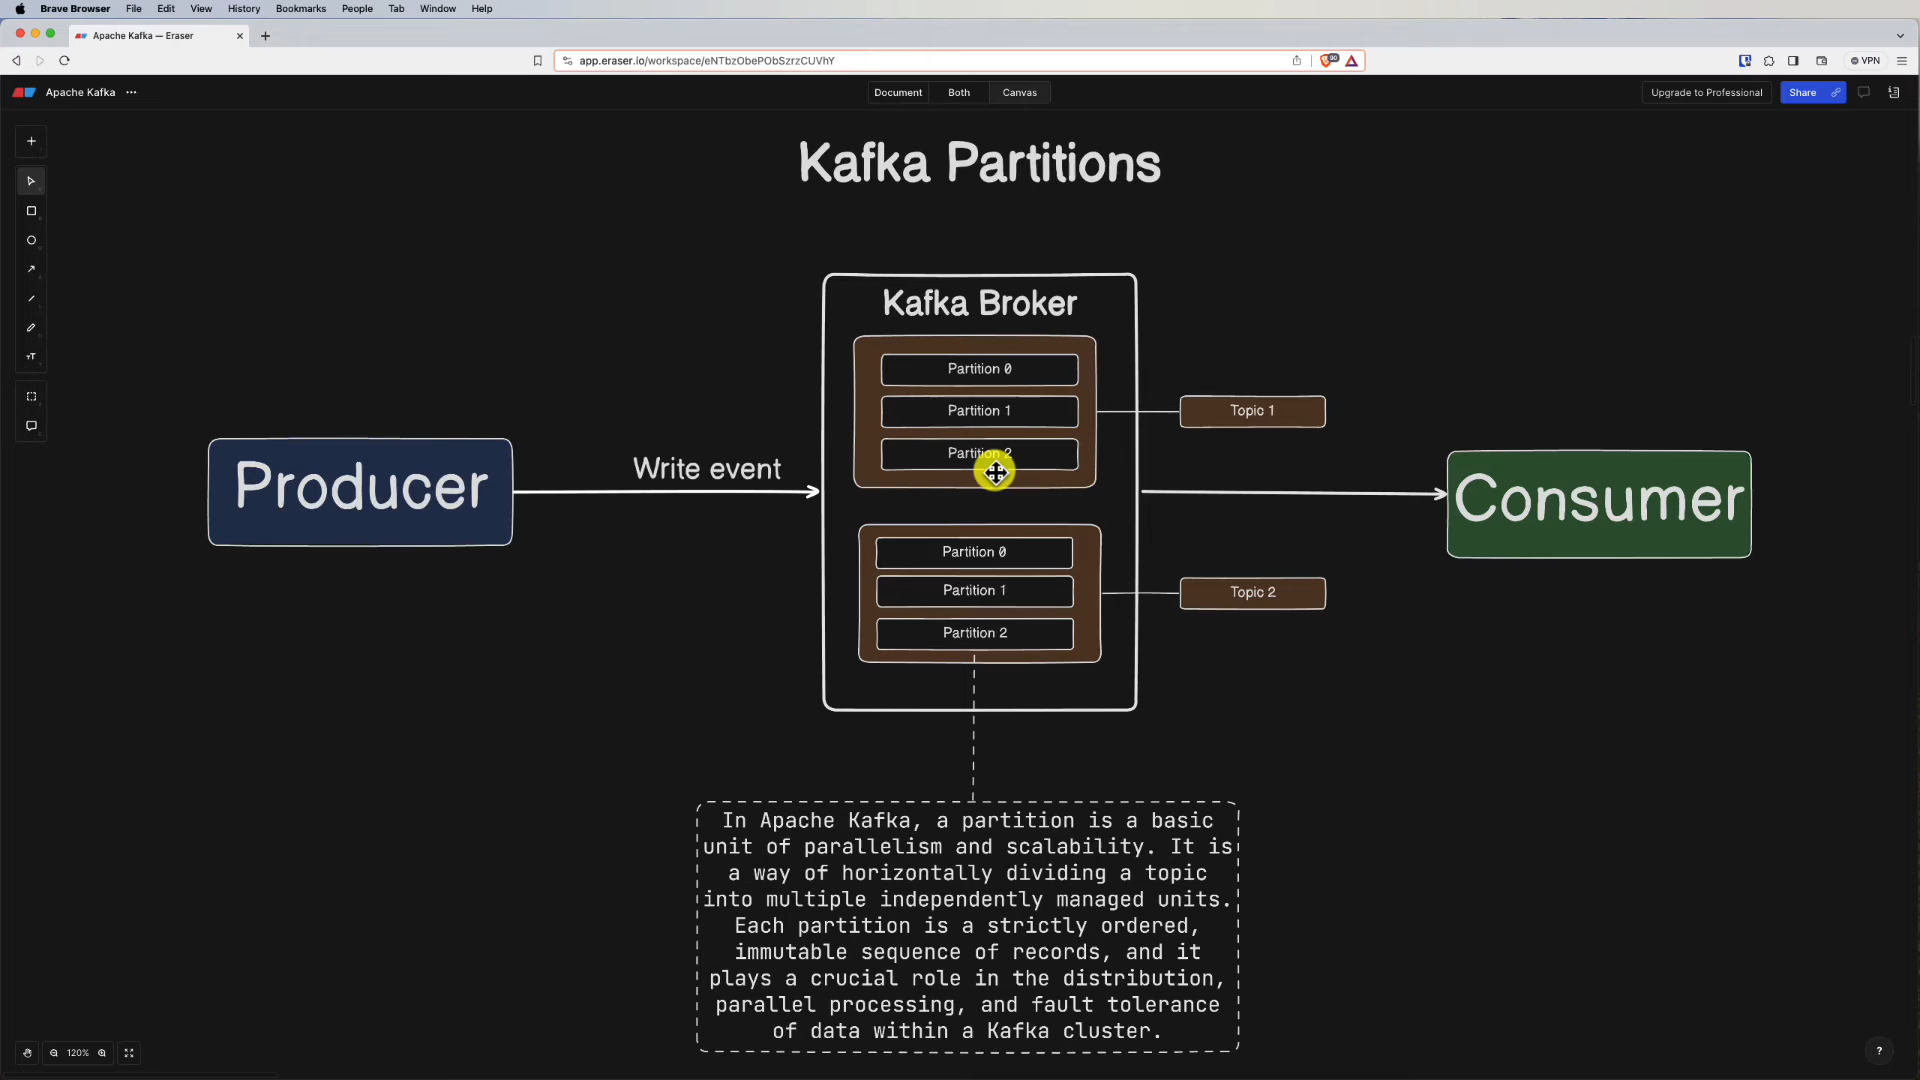 Brave Browser File Edit View History Bookmarks People Tab Window Help
Apache Kafka — Eraser
app.eraser.io/workspace/eNTbzObePObSzrzCUVhY
90
VPN
Apache Kafka
Document Both Canvas
Upgrade to Professional
Share
Kafka Partitions
Kafka Broker
Partition 0
Partition 1
Topic 1
Partition 2
Producer
Write event
Consumer
Partition 0
Partition 1
Topic 2
Partition 2
In Apache Kafka, a partition is a basic
unit of parallelism and scalability. It is
a way of horizontally dividing a topic
into multiple independently managed units.
Each partition is a strictly ordered,
immutable sequence of records, and it
plays a crucial role in the distribution,
parallel processing, and fault tolerance
of data within a Kafka cluster.
120%
?